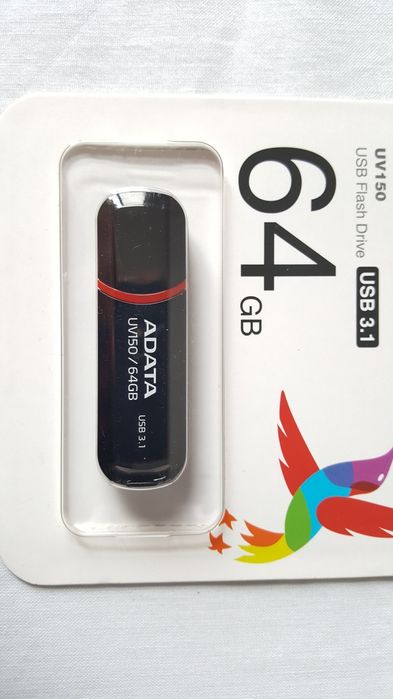 UV150
USB Flash Drive
USB 3.1
64
GB
ADATA
UV150 / 64GB
USB 3.1